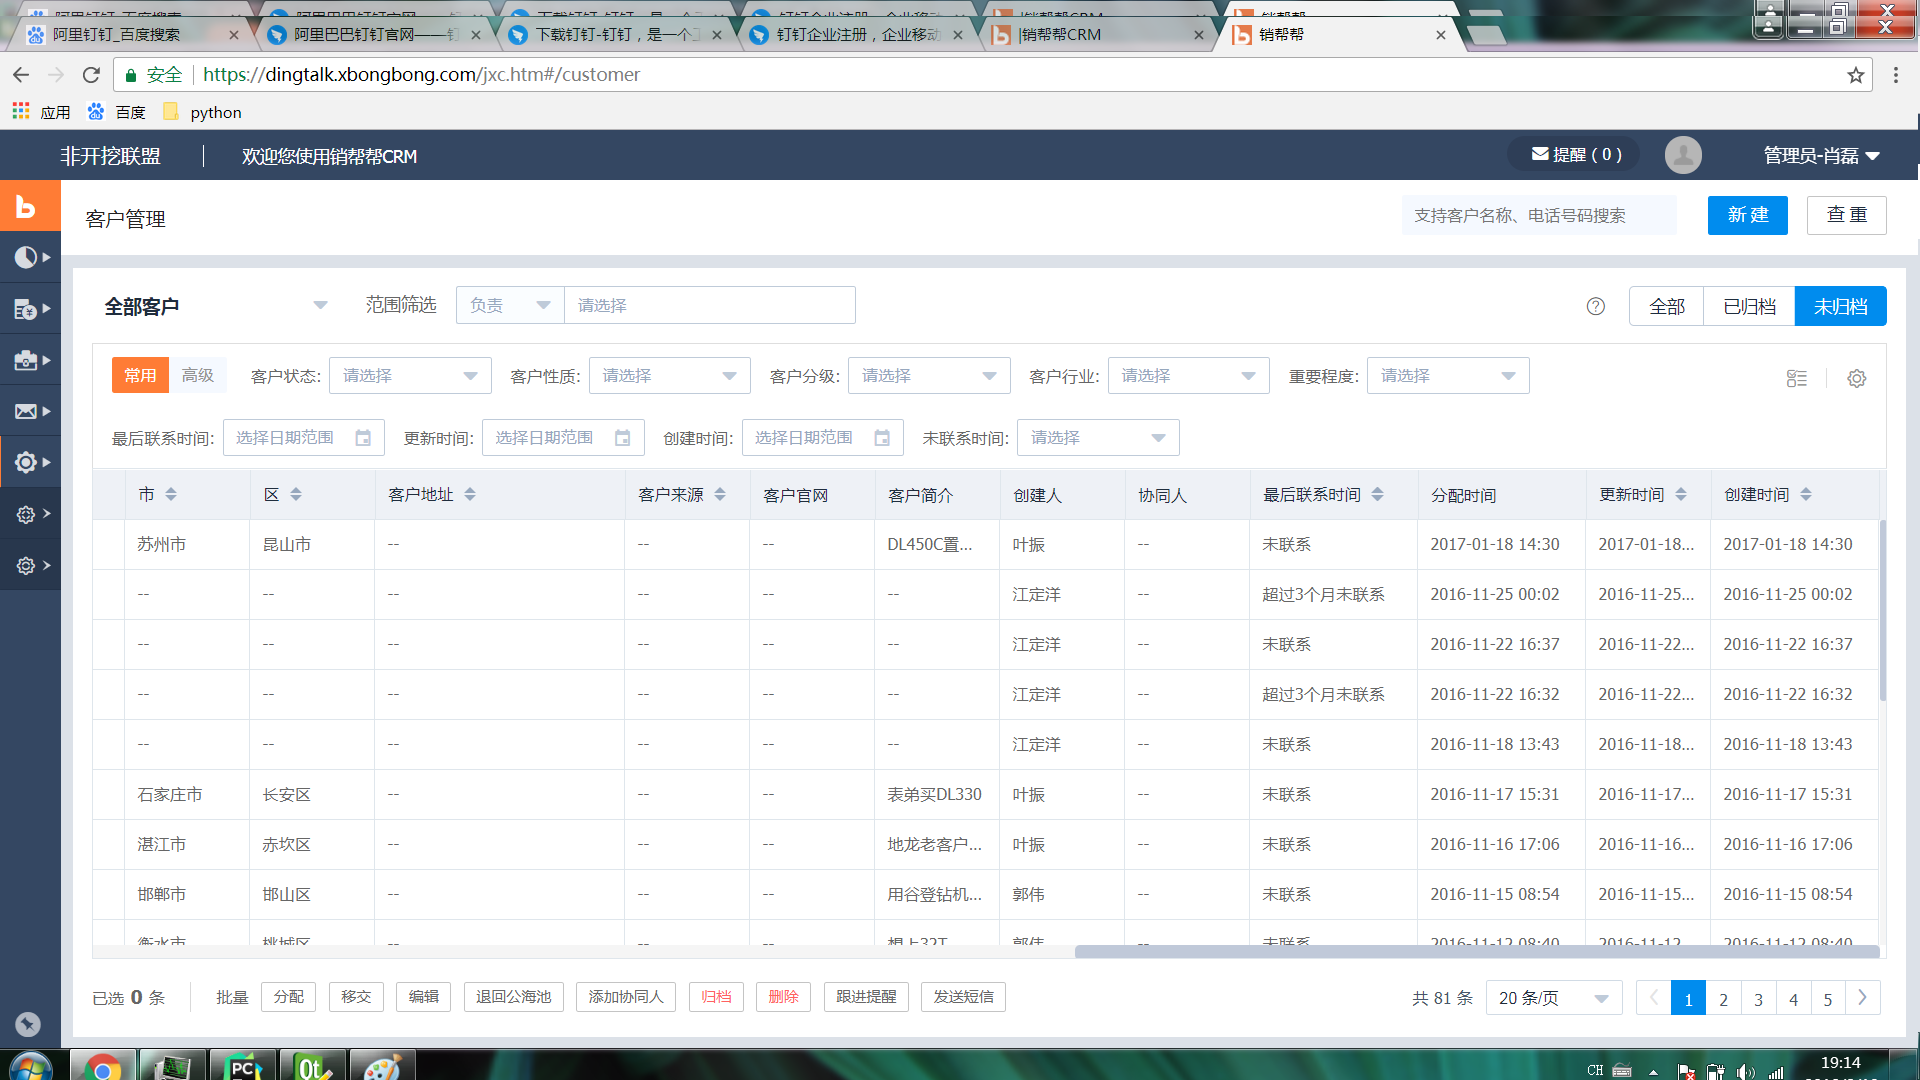 阿里钉钉_百度搜索
阿里巴巴钉钉官网——钉
下载钉钉-钉钉，是一个工
钉钉企业注册，企业移动
|销帮帮CRM
销帮帮
安全
https://dingtalk.xbongbong.com/jxc.htm#/customer
应用
百度
python
非开挖联盟
欢迎您使用销帮帮CRM
提醒 ( 0 )
管理员-肖磊
客户管理
支持客户名称、电话号码搜索
新 建
查 重
全部客户
范围筛选
负责
请选择
全部
已归档
未归档
常用
高级
客户状态: 请选择
客户性质: 请选择
客户分级: 请选择
客户行业: 请选择
重要程度: 请选择
最后联系时间: 选择日期范围
更新时间: 选择日期范围
创建时间: 选择日期范围
未联系时间: 请选择
市 区 客户地址 客户来源 客户官网 客户简介 创建人 协同人 最后联系时间 分配时间 更新时间 创建时间
苏州市 昆山市 -- -- -- DL450C置... 叶振 -- 未联系 2017-01-18 14:30 2017-01-18... 2017-01-18 14:30
-- -- -- -- -- -- 江定洋 -- 超过3个月未联系 2016-11-25 00:02 2016-11-25... 2016-11-25 00:02
-- -- -- -- -- -- 江定洋 -- 未联系 2016-11-22 16:37 2016-11-22... 2016-11-22 16:37
-- -- -- -- -- -- 江定洋 -- 超过3个月未联系 2016-11-22 16:32 2016-11-22... 2016-11-22 16:32
-- -- -- -- -- -- 江定洋 -- 未联系 2016-11-18 13:43 2016-11-18... 2016-11-18 13:43
石家庄市 长安区 -- -- -- 表弟买DL330 叶振 -- 未联系 2016-11-17 15:31 2016-11-17... 2016-11-17 15:31
湛江市 赤坎区 -- -- -- 地龙老客户... 叶振 -- 未联系 2016-11-16 17:06 2016-11-16... 2016-11-16 17:06
邯郸市 邯山区 -- -- -- 用谷登钻机... 郭伟 -- 未联系 2016-11-15 08:54 2016-11-15... 2016-11-15 08:54
衡水市 桃城区 -- -- -- 想上32T 郭伟 -- 未联系 2016-11-12 08:40 2016-11-12 2016-11-12 08:40
已选 0 条
批量
分配
移交
编辑
退回公海池
添加协同人
归档
删除
跟进提醒
发送短信
共 81 条
20 条/页
1 2 3 4 5
CH
19:14